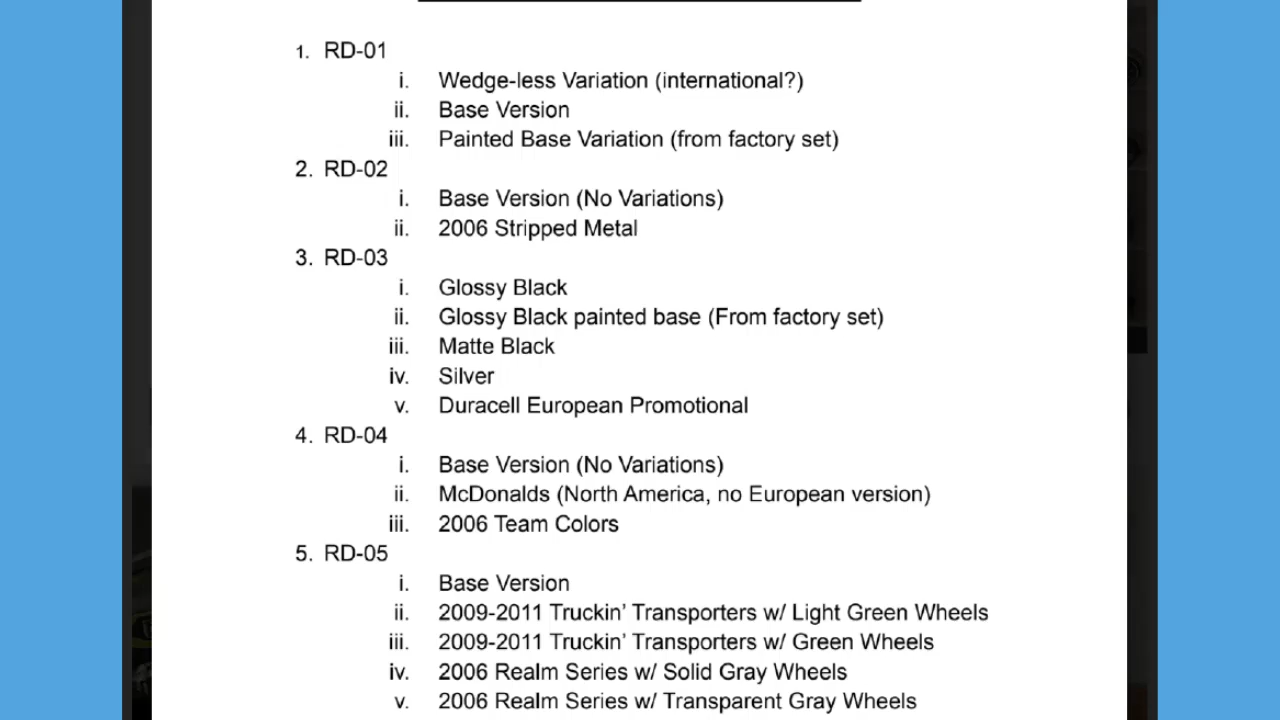 1. RD-01
i. Wedge-less Variation (international?)
ii. Base Version
iii. Painted Base Variation (from factory set)
2. RD-02
i. Base Version (No Variations)
ii. 2006 Stripped Metal
3. RD-03
i. Glossy Black
ii. Glossy Black painted base (From factory set)
iii. Matte Black
iv. Silver
v. Duracell European Promotional
4. RD-04
i. Base Version (No Variations)
ii. McDonalds (North America, no European version)
iii. 2006 Team Colors
5. RD-05
i. Base Version
ii. 2009-2011 Truckin’ Transporters w/ Light Green Wheels
iii. 2009-2011 Truckin’ Transporters w/ Green Wheels
iv. 2006 Realm Series w/ Solid Gray Wheels
v. 2006 Realm Series w/ Transparent Gray Wheels